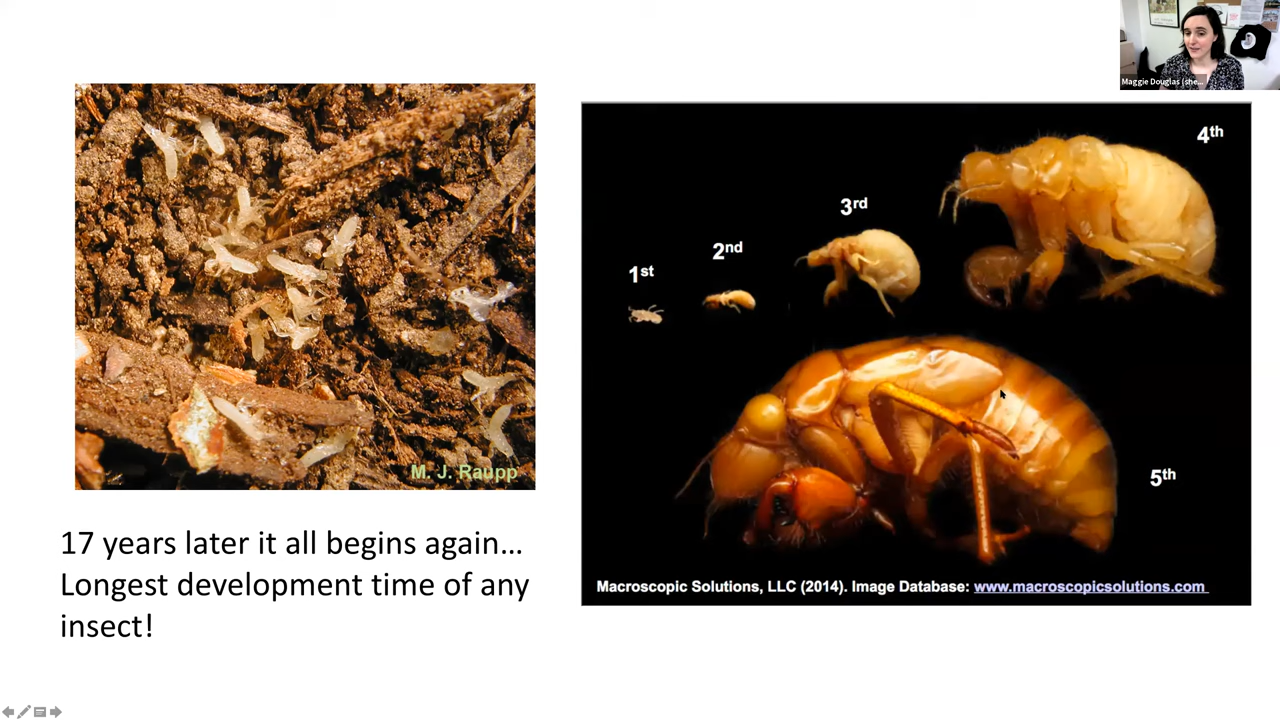 Maggie Douglas (she...
4th
3rd
2nd
1st
M. J. Raupp
5th
Macroscopic Solutions, LLC (2014). Image Database: www.macroscopicsolutions.com
17 years later it all begins again…
Longest development time of any
insect!